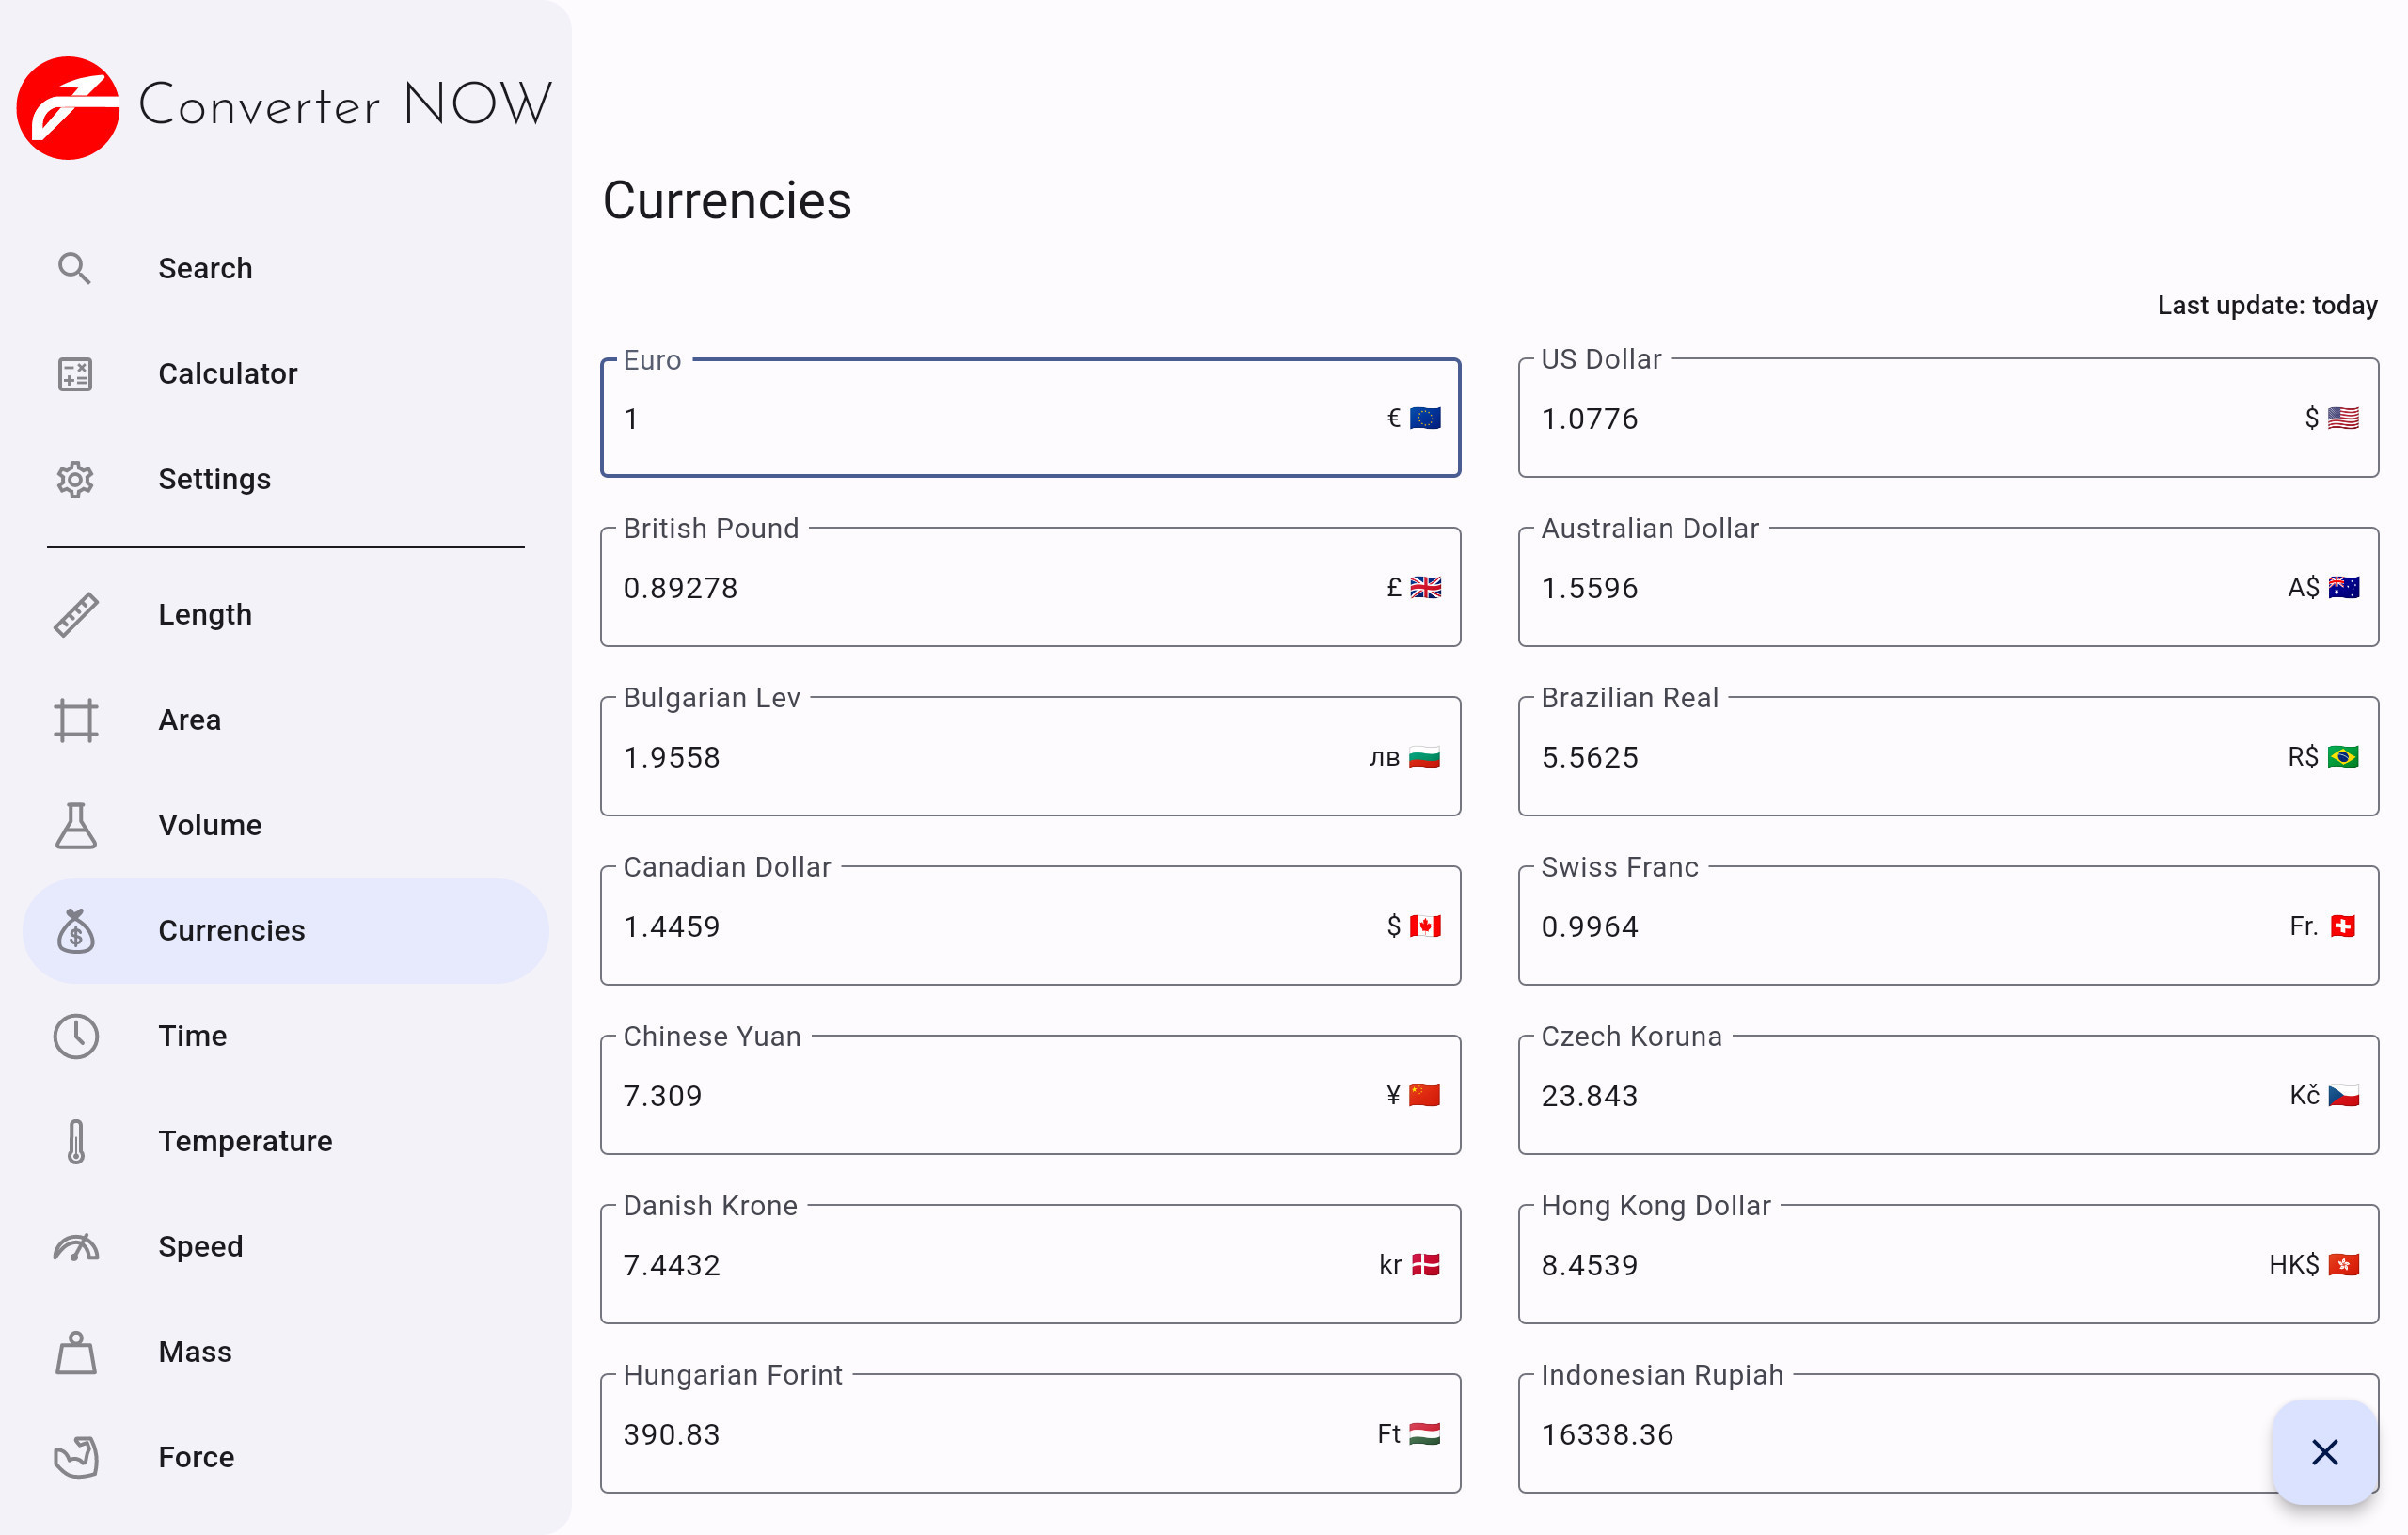 Converter NOW
Search
Calculator
Settings
Length
Area
Volume
Currencies
Time
Temperature
Speed
Mass
Force
Currencies
Last update: today
Euro
1 €
US Dollar
1.0776 $
British Pound
0.89278 £
Australian Dollar
1.5596 A$
Bulgarian Lev
1.9558 лв
Brazilian Real
5.5625 R$
Canadian Dollar
1.4459 $
Swiss Franc
0.9964 Fr.
Chinese Yuan
7.309 ¥
Czech Koruna
23.843 Kč
Danish Krone
7.4432 kr
Hong Kong Dollar
8.4539 HK$
Hungarian Forint
390.83 Ft
Indonesian Rupiah
16338.36